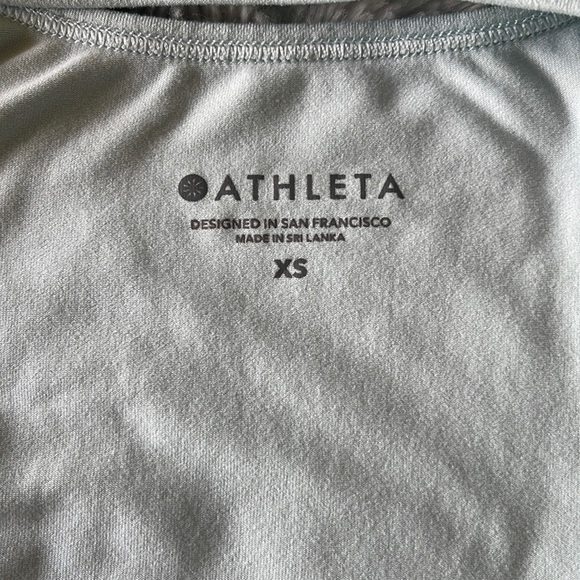 ATHLETA
DESIGNED IN SAN FRANCISCO
MADE IN SRI LANKA
XS